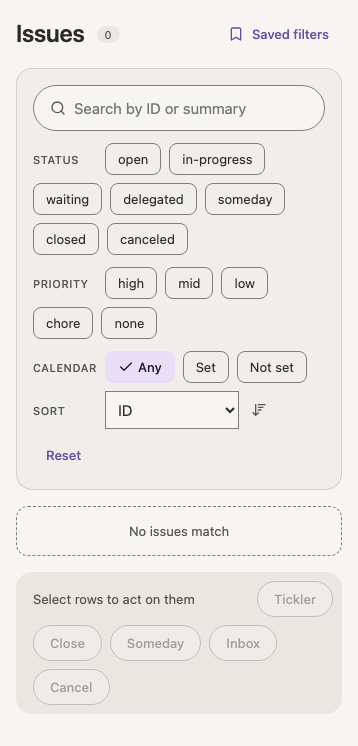 Issues 0 Saved filters
Search by ID or summary
STATUS open in-progress
waiting delegated someday
closed canceled
PRIORITY high mid low
chore none
CALENDAR Any Set Not set
SORT ID
Reset
No issues match
Select rows to act on them Tickler
Close Someday Inbox
Cancel